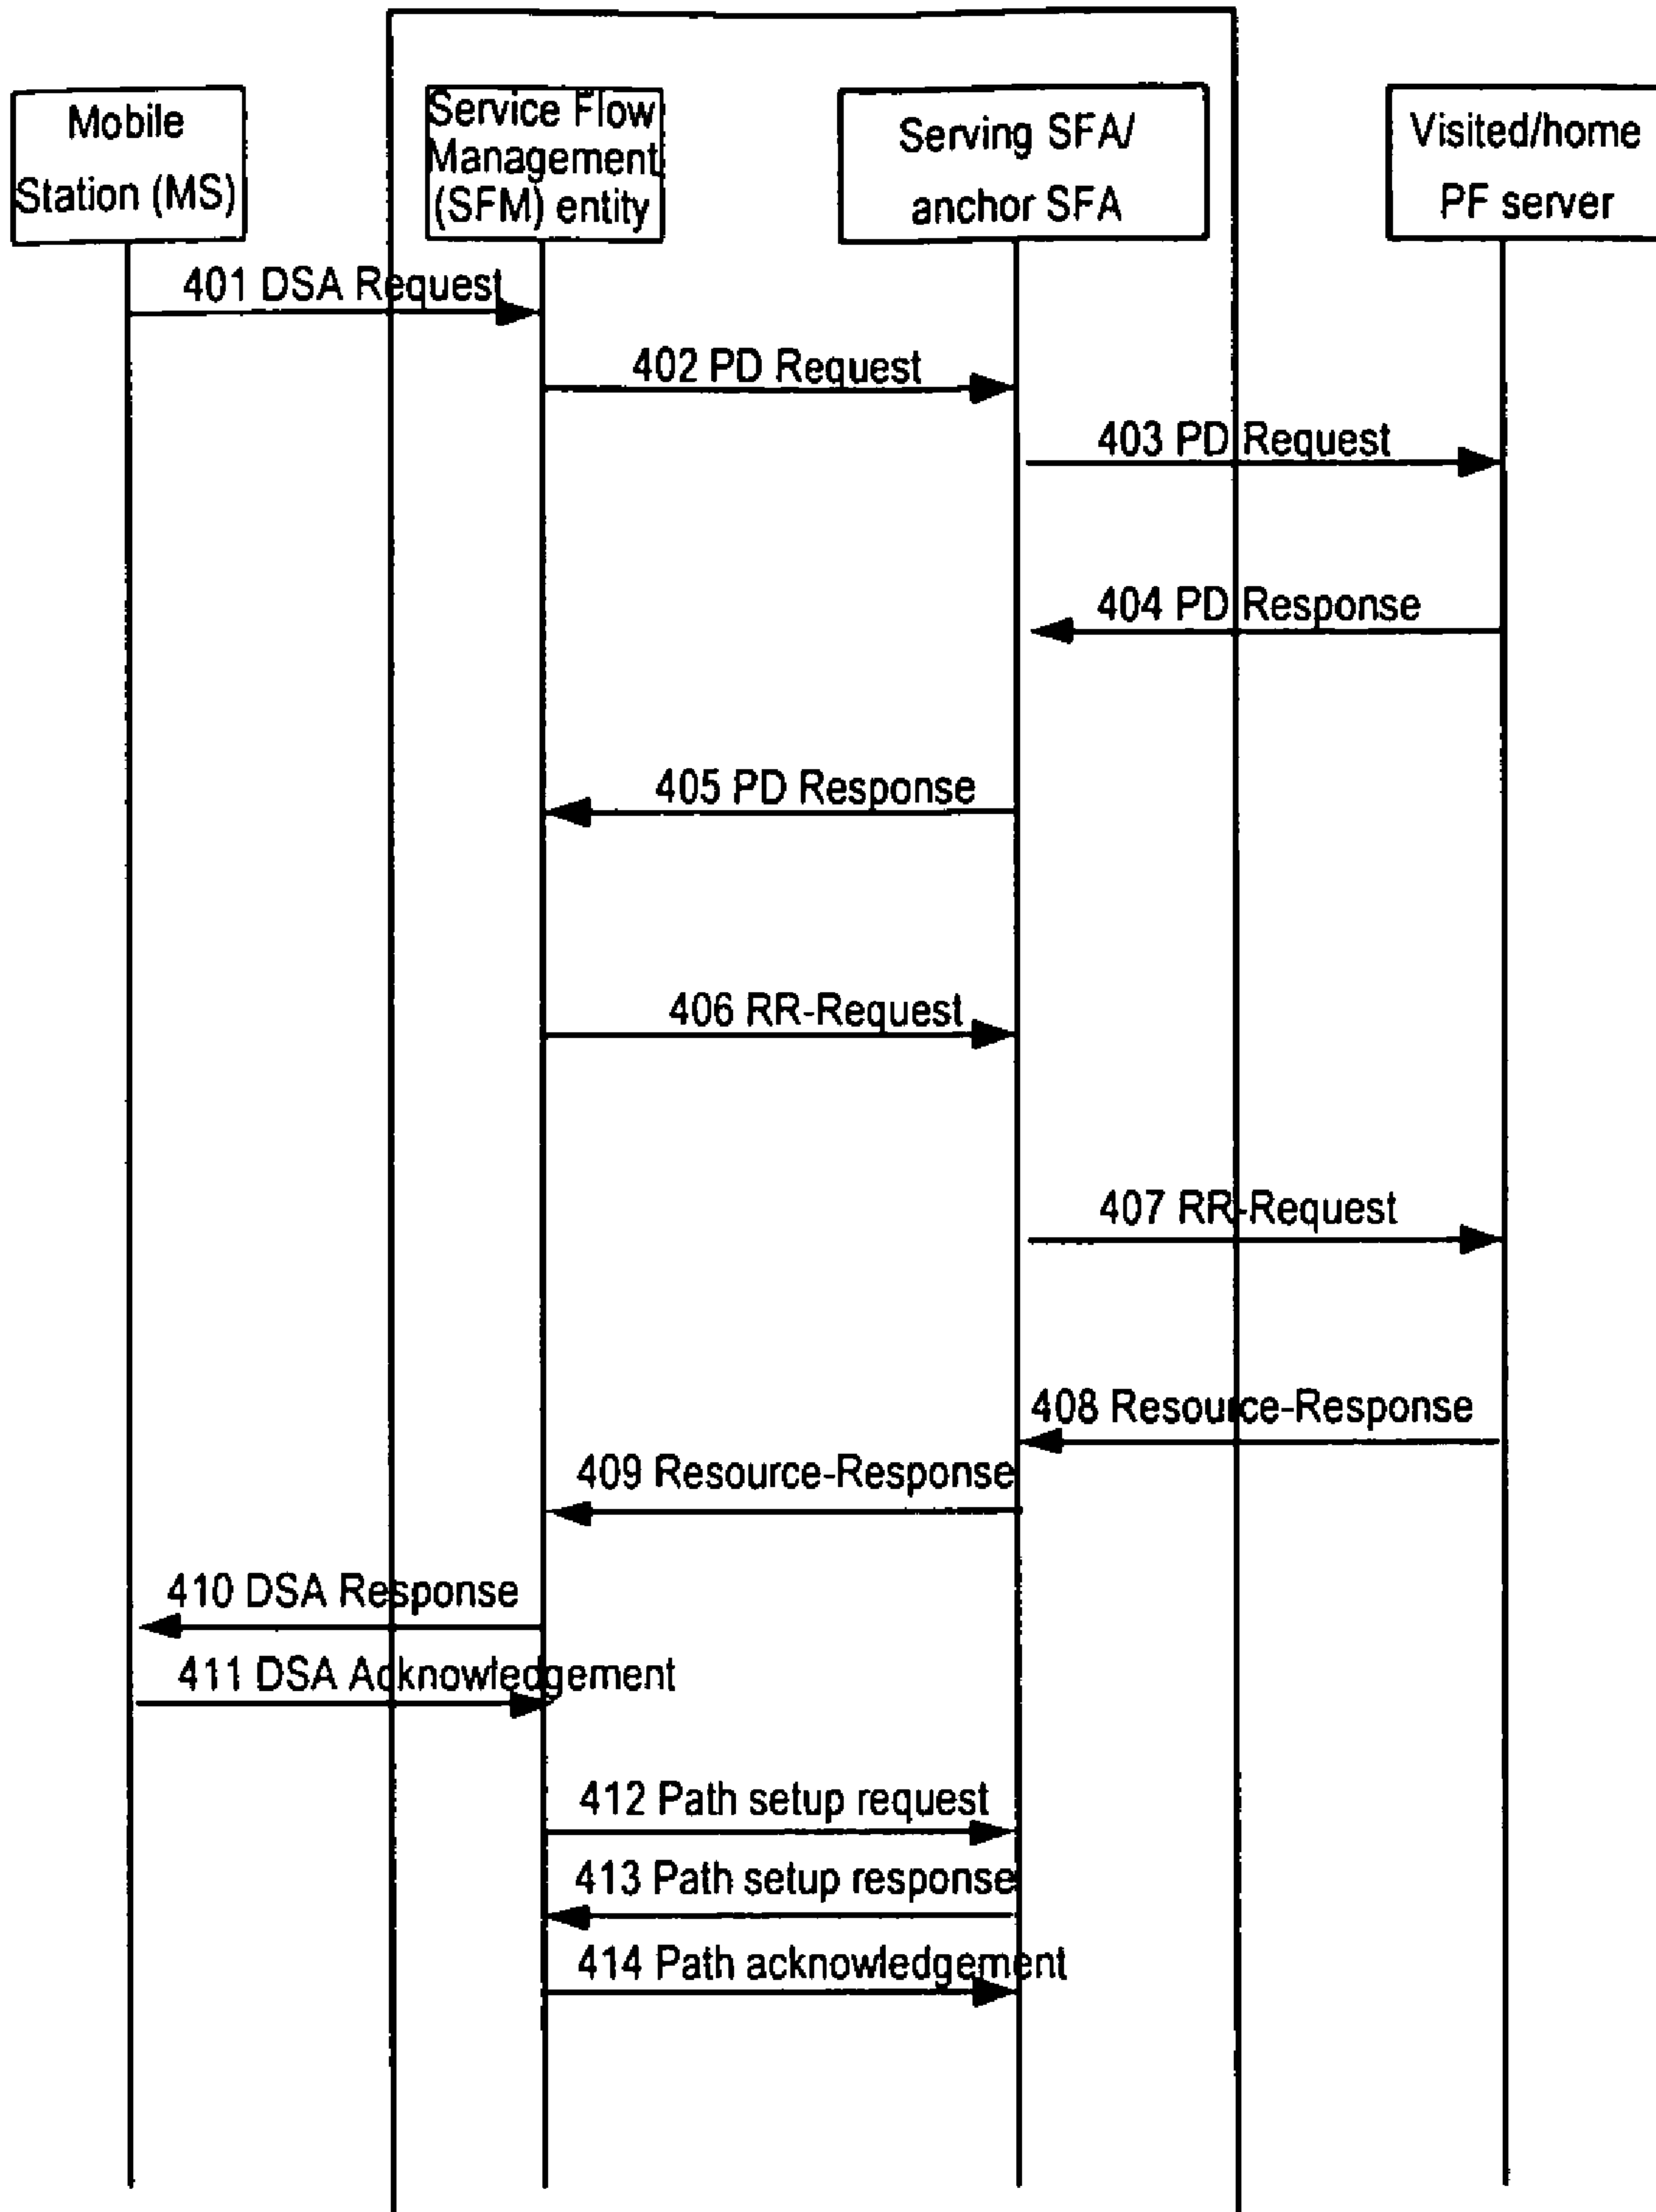 Mobile
Station (MS)
Service Flow
Management
(SFM) entity
Serving SFA/
anchor SFA
Visited/home
PF server
401 DSA Request
402 PD Request
403 PD Request
404 PD Response
405 PD Response
406 RR-Request
407 RR-Request
408 Resource-Response
409 Resource-Response
410 DSA Response
411 DSA Acknowledgement
412 Path setup request
413 Path setup response
414 Path acknowledgement